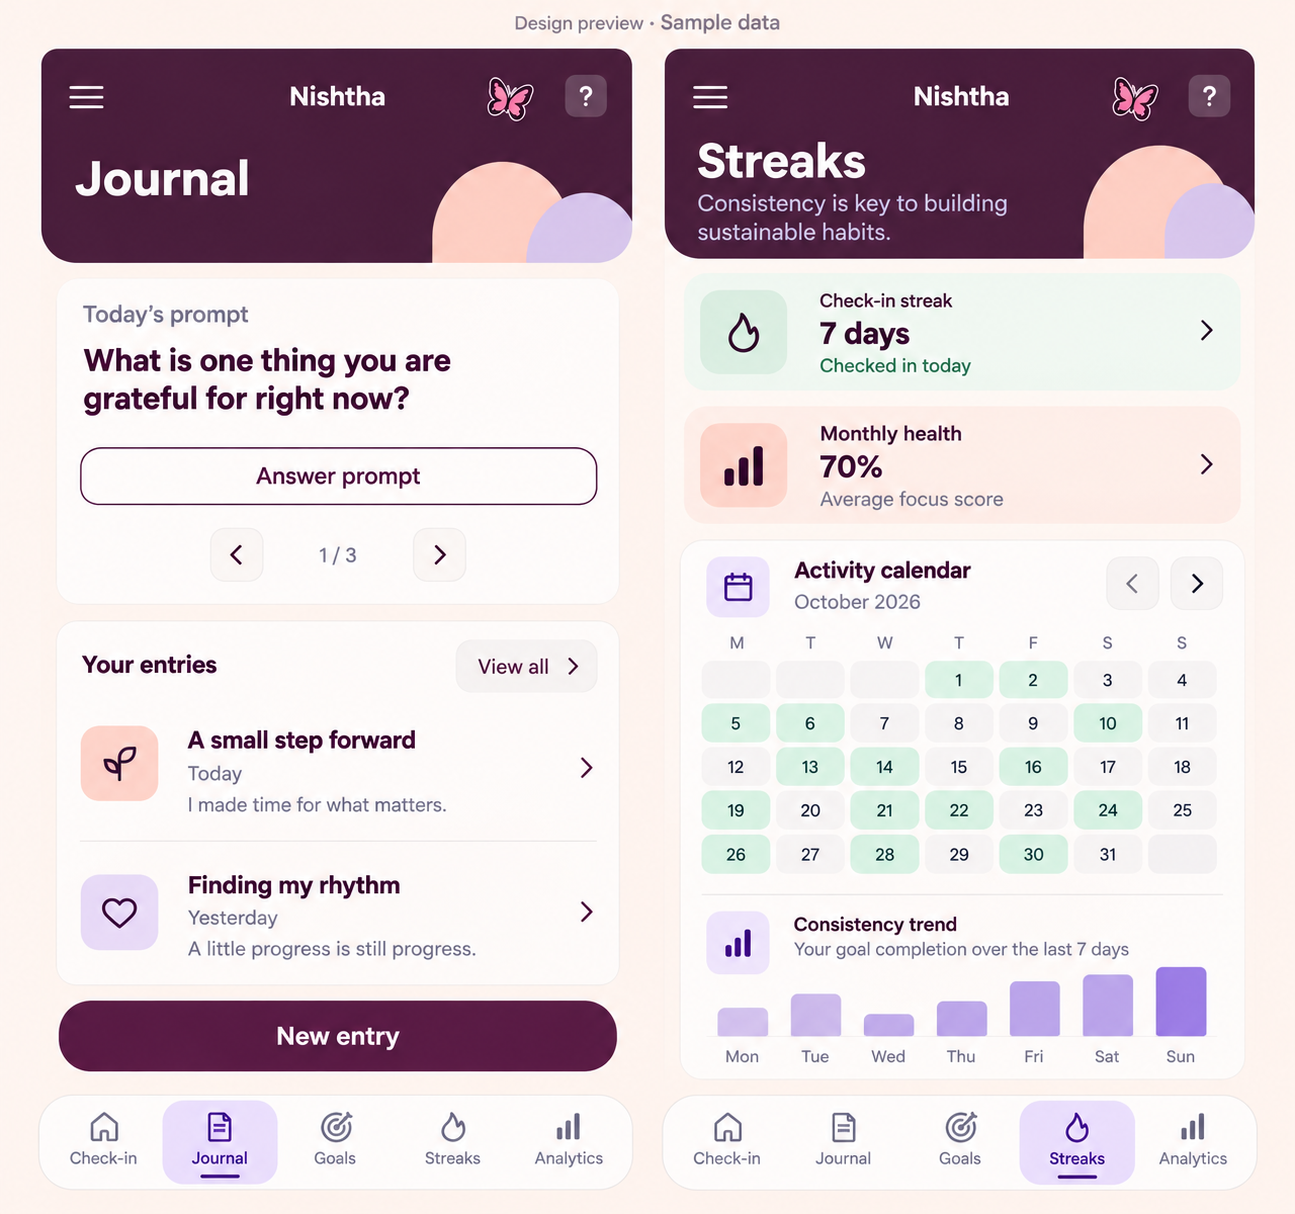 Design preview • Sample data
Nishtha
?
Journal
Today's prompt
What is one thing you are
grateful for right now?
Answer prompt
1 / 3
Your entries
View all
A small step forward
Today
I made time for what matters.
Finding my rhythm
Yesterday
A little progress is still progress.
New entry
Check-in
Journal
Goals
Streaks
Analytics
Nishtha
?
Streaks
Consistency is key to building
sustainable habits.
Check-in streak
7 days
Checked in today
Monthly health
70%
Average focus score
Activity calendar
October 2026
M T W T F S S
1 2 3 4
5 6 7 8 9 10 11
12 13 14 15 16 17 18
19 20 21 22 23 24 25
26 27 28 29 30 31
Consistency trend
Your goal completion over the last 7 days
Mon Tue Wed Thu Fri Sat Sun
Check-in
Journal
Goals
Streaks
Analytics